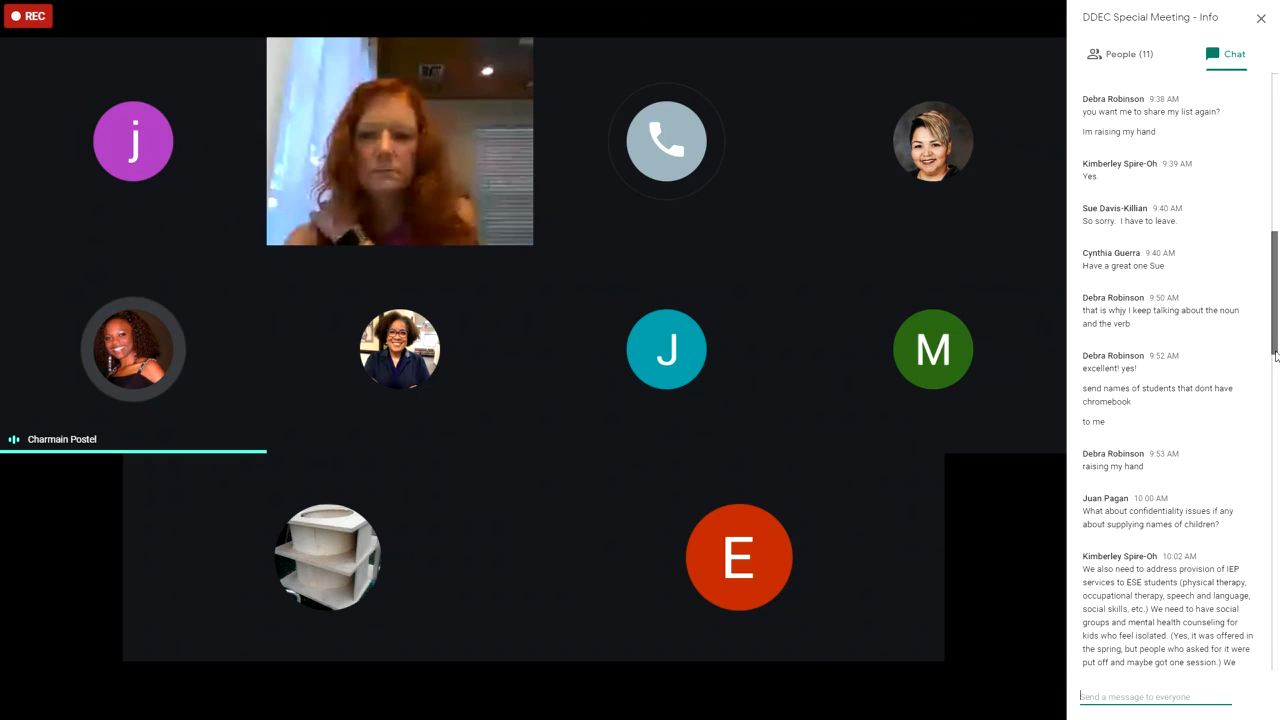 REC
DDEC Special Meeting - Info
People (11)
Chat
j
Debra Robinson 9:38 AM
you want me to share my list again?
Im raising my hand
Kimberley Spire-Oh 9:39 AM
Yes.
Sue Davis-Killian 9:40 AM
So sorry. I have to leave.
Cynthia Guerra 9:40 AM
Have a great one Sue
Debra Robinson 9:50 AM
that is whjy I keep talking about the noun
and the verb
J
M
Debra Robinson 9:52 AM
excellent! yes!
send names of students that dont have
chromebook
to me
Charmain Postel
Debra Robinson 9:53 AM
raising my hand
Juan Pagan 10:00 AM
What about confidentiality issues if any
about supplying names of children?
E
Kimberley Spire-Oh 10:02 AM
We also need to address provision of IEP
services to ESE students (physical therapy,
occupational therapy, speech and language,
social skills, etc.) We need to have social
groups and mental health counseling for
kids who feel isolated. (Yes, it was offered in
the spring, but people who asked for it were
put off and maybe got one session.) We
Send a message to everyone